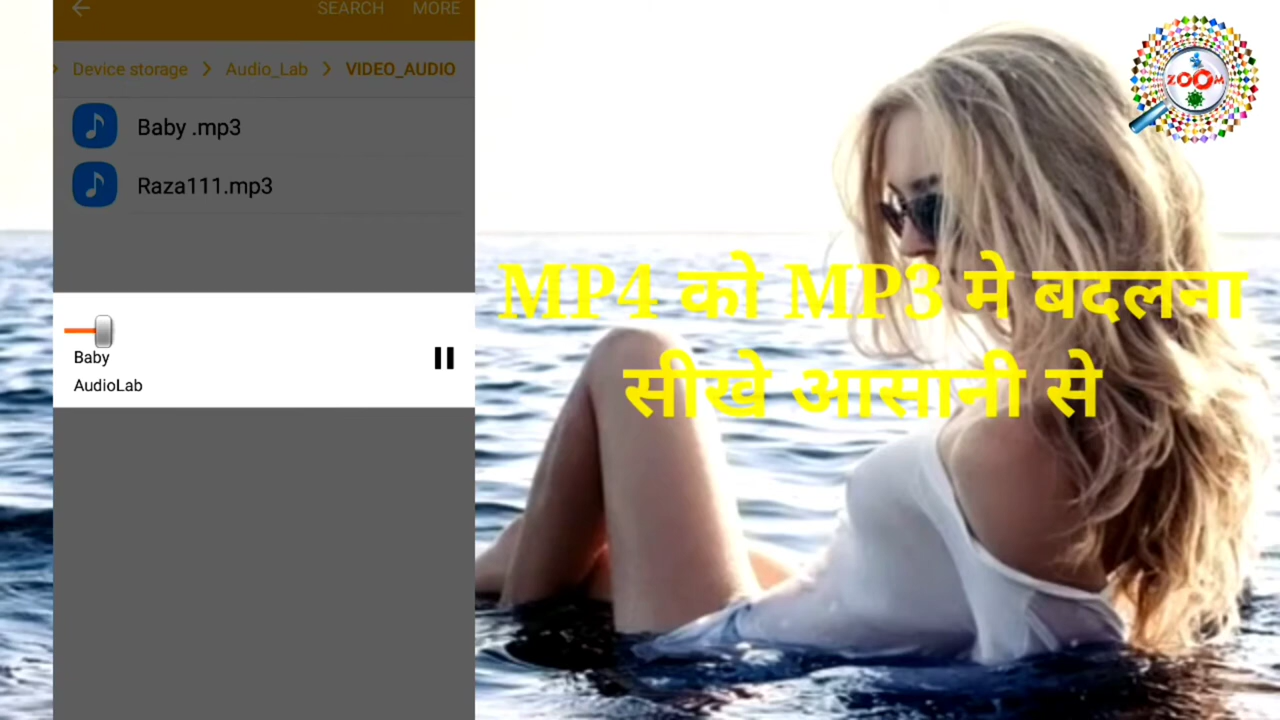 SEARCH MORE
Device storage > Audio_Lab > VIDEO_AUDIO
Baby .mp3
Raza111.mp3
Baby
AudioLab
ZOOM
MP4 को MP3 मे बदलना
सीखे आसानी से